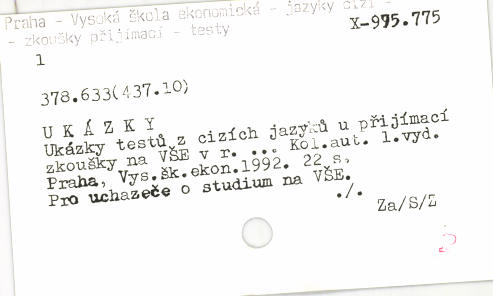 Praha - Vysoká škola ekonomická - jazyky cizí -
- zkoušky přijímací - testy
X-995.775
1
378.633(437.10)
U K Á Z K Y
Ukázky testů z cizích jazyků u přijímací
zkoušky na VŠE v r. ... Kol.aut. 1.vyd.
Praha, Vys.šk.ekon.1992. 22 s.
Pro uchazeče o studium na VŠE.
./.
Za/S/Z